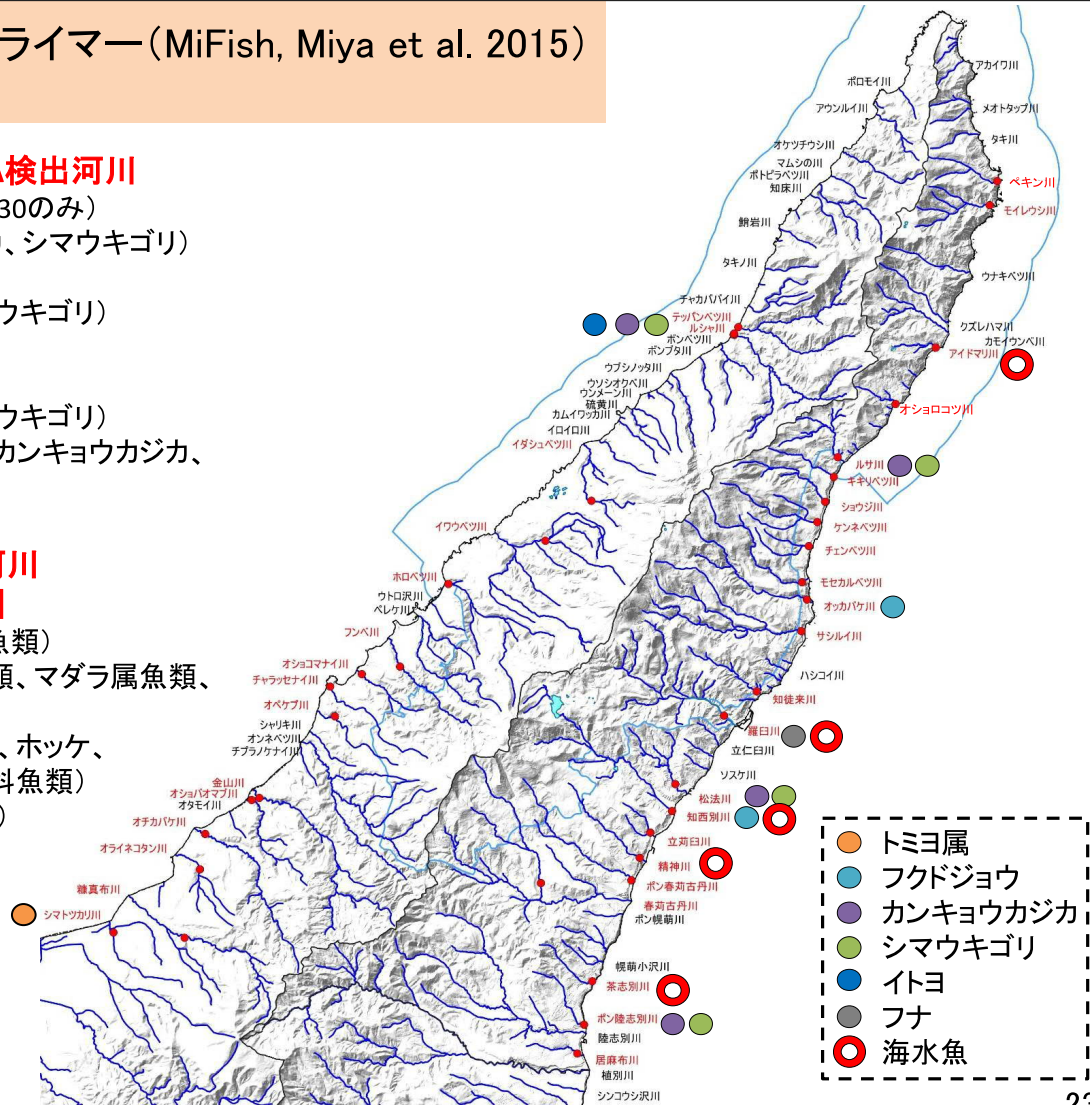 ライマー(MiFish, Miya et al. 2015)
検出河川
30のみ)
、シマウキゴリ)
ウキゴリ)
ウキゴリ)
カンキョウカジカ、
河川
魚類)
類、マダラ属魚類、
、ホッケ、
科魚類)
)
アカイワ川
ポロモイ川
メオトタップ川
アウンルイ川
タキ川
オケツチウシ川
マムシの川
ポトピラベツ川
知床川
ペキン川
モイレウシ川
鮹岩川
タキノ川
ウナキベツ川
チャカババイ川
テッパンベツ川
ルシャ川
ポンベツ川
ポンプタ川
クズレハマ川
カモイウンベ川
アイドマリ川
ウプシノッタ川
ウソシオクベ川
ウンメーン川
硫黄川
カムイワッカ川
イロイロ川
イダシュベツ川
オショロコツ川
ルサ川
キキリベツ川
ショウジ川
ケンネベツ川
チエンベツ川
イワウベツ川
ホロベツ川
ウトロ沢川
ペレケ川
フンベ川
モセカルベツ川
オッカバケ川
サシルイ川
オショコマナイ川
チャラッセナイ川
ハシコイ川
知徒来川
オペケプ川
シャリキ川
オンネベツ川
チプラノケナイ川
羅臼川
立仁臼川
ソスケ川
金山川
オショパオマプ川
オタモイ川
松法川
知西別川
オチカバケ川
立苅臼川
オライネコタン川
精神川
ポン春苅古丹川
糠真布川
春苅古丹川
ポン幌萌川
シマトツカリ川
幌萌小沢川
茶志別川
ポン陸志別川
陸志別川
居麻布川
植別川
シンコウシ沢川
トミヨ属
フクドジョウ
カンキョウカジカ
シマウキゴリ
イトヨ
フナ
海水魚